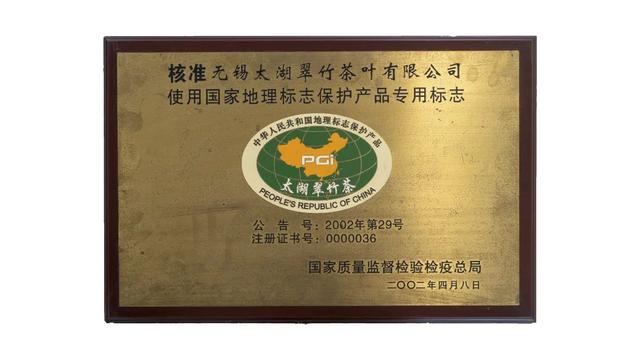 核准无锡太湖翠竹茶叶有限公司
使用国家地理标志保护产品专用标志
中华人民共和国地理标志保护产品
PGi
太湖翠竹茶
PEOPLE'S REPUBLIC OF CHINA
公告号:2002年第29号
注册证书号:0000036
国家质量监督检验检疫总局
二〇〇二年四月八日